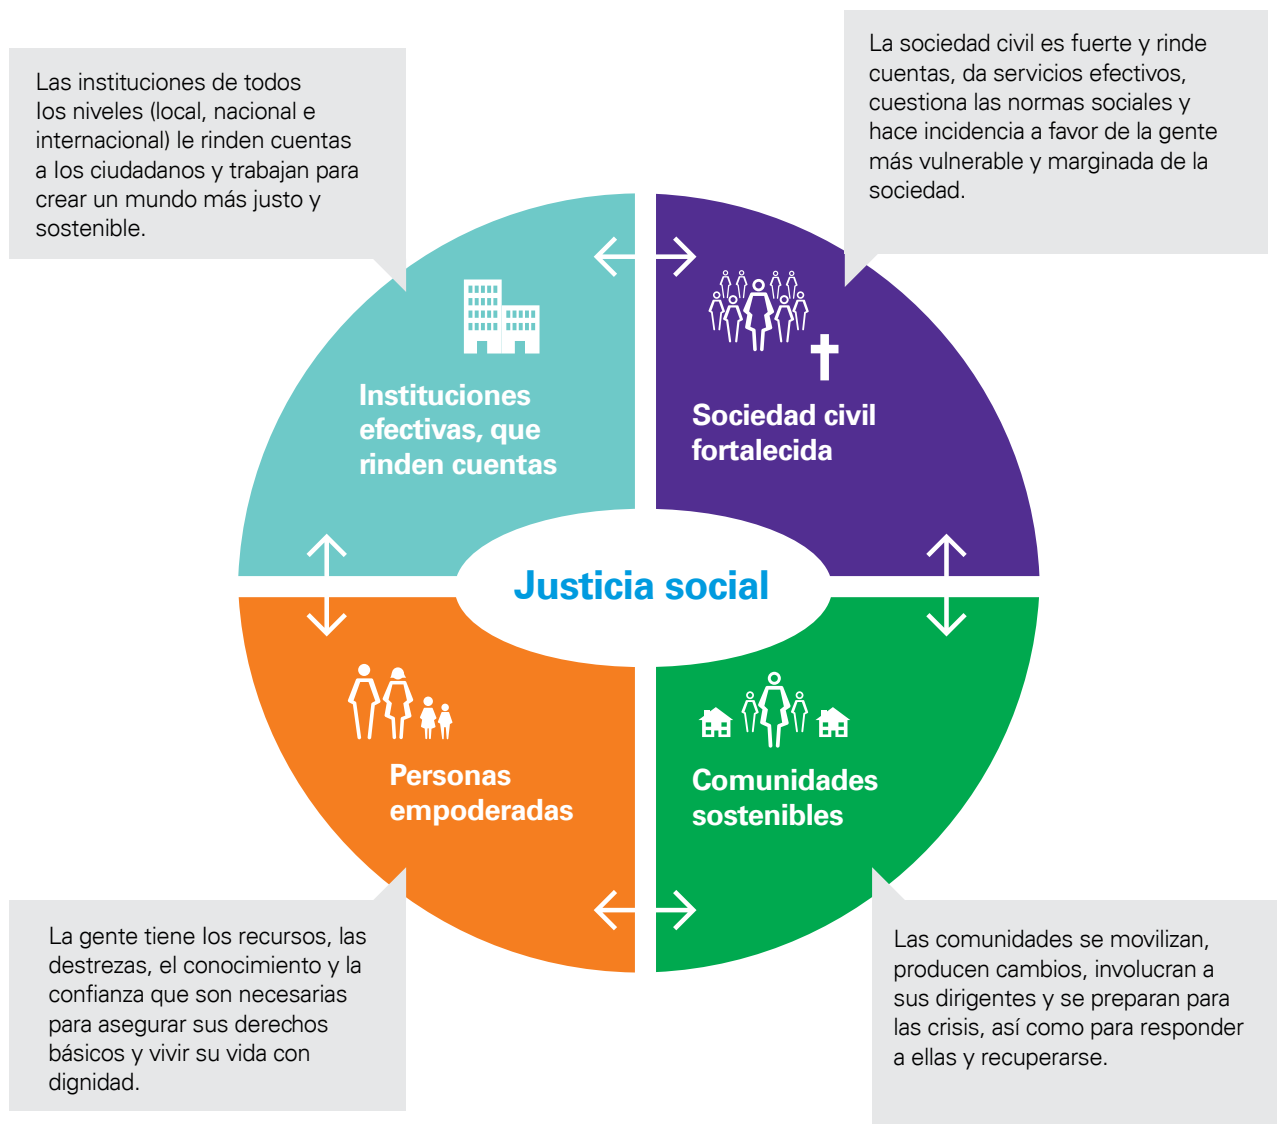 Las instituciones de todos
los niveles (local, nacional e
internacional) le rinden cuentas
a los ciudadanos y trabajan para
crear un mundo más justo y
sostenible.
La sociedad civil es fuerte y rinde
cuentas, da servicios efectivos,
cuestiona las normas sociales y
hace incidencia a favor de la gente
más vulnerable y marginada de la
sociedad.
Instituciones
efectivas, que
rinden cuentas
Sociedad civil
fortalecida
Justicia social
Personas
empoderadas
Comunidades
sostenibles
La gente tiene los recursos, las
destrezas, el conocimiento y la
confianza que son necesarias
para asegurar sus derechos
básicos y vivir su vida con
dignidad.
Las comunidades se movilizan,
producen cambios, involucran a
sus dirigentes y se preparan para
las crisis, así como para responder
a ellas y recuperarse.